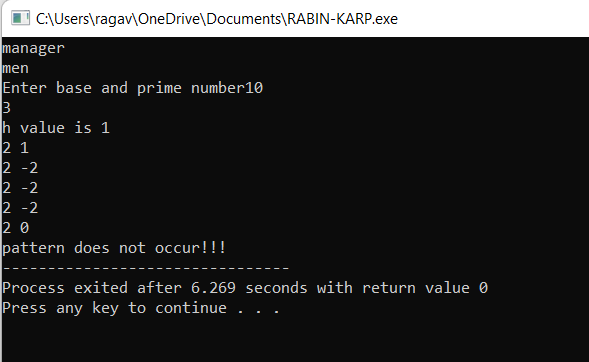 C:\Users\ragav\OneDrive\Documents\RABIN-KARP.exe
manager
men
Enter base and prime number10
3
h value is 1
2 1
2 -2
2 -2
2 -2
2 0
pattern does not occur!!!
--------------------------------
Process exited after 6.269 seconds with return value 0
Press any key to continue . . .